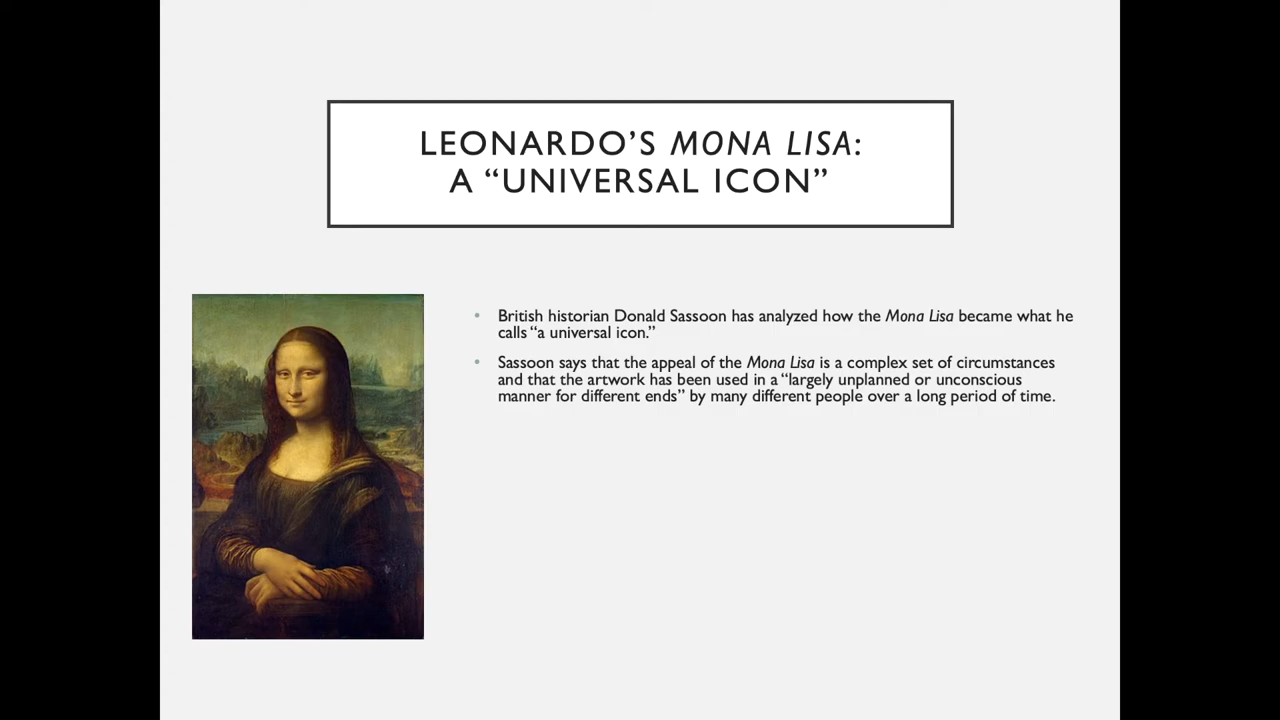 LEONARDO’S MONA LISA:
A “UNIVERSAL ICON”
• British historian Donald Sassoon has analyzed how the Mona Lisa became what he
calls “a universal icon.”
• Sassoon says that the appeal of the Mona Lisa is a complex set of circumstances
and that the artwork has been used in a “largely unplanned or unconscious
manner for different ends” by many different people over a long period of time.